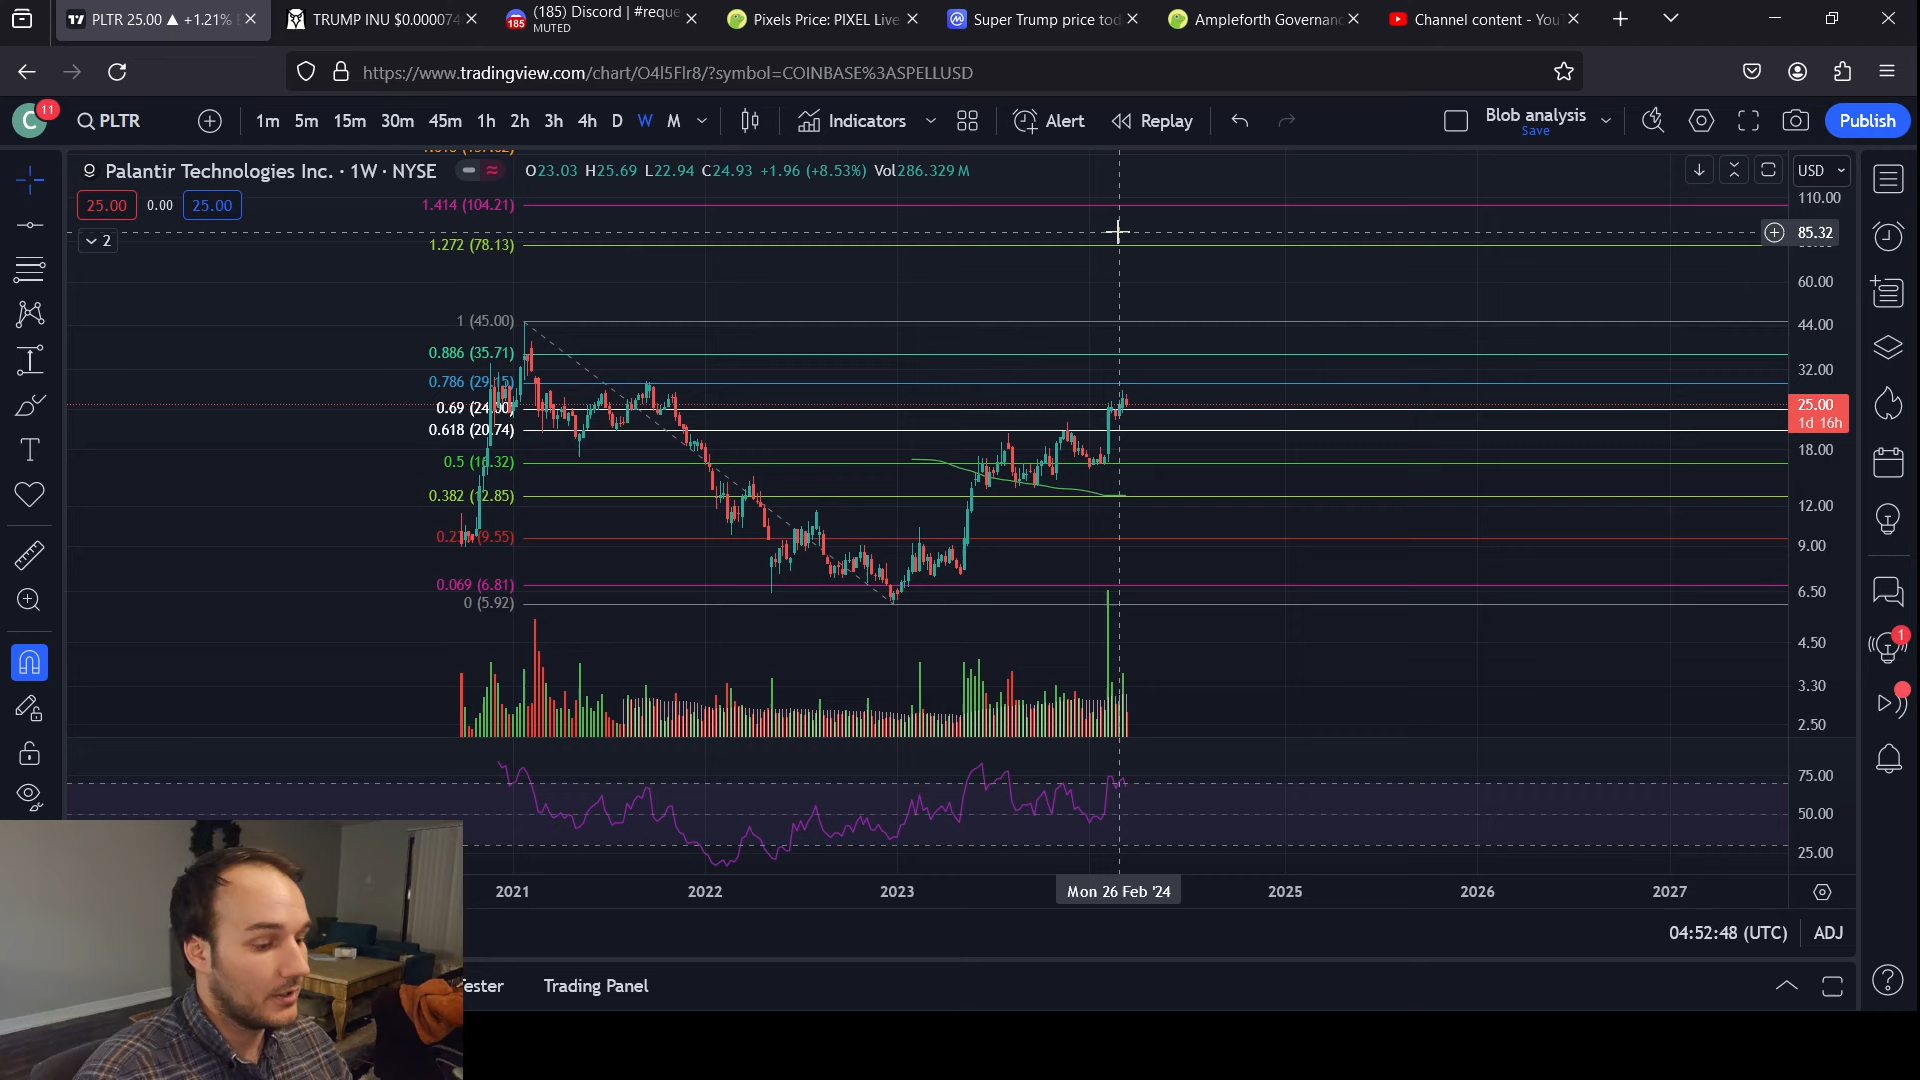 PLTR 25.00 ▲ +1.21%
TRUMP INU $0.000074
(185) Discord | #reque
MUTED
Pixels Price: PIXEL Live
Super Trump price tod
Ampleforth Governanc
Channel content - YouT
https://www.tradingview.com/chart/O4l5Flr8/?symbol=COINBASE%3ASPELLUSD
C 11 PLTR 1m 5m 15m 30m 45m 1h 2h 3h 4h D W M Indicators Alert Replay Blob analysis Publish
Save
Palantir Technologies Inc. · 1W · NYSE O23.03 H25.69 L22.94 C24.93 +1.96 (+8.53%) Vol286.329 M USD
25.00 0.00 25.00
2
1.414 (104.21)
1.272 (78.13)
1 (45.00)
0.886 (35.71)
0.786 (29.15)
0.69 (24.00)
0.618 (20.74)
0.5 (16.32)
0.382 (12.85)
(9.55)
0.069 (6.81)
0 (5.92)
110.00
85.32
60.00
44.00
32.00
25.00
1d 16h
18.00
12.00
9.00
6.50
4.50
3.30
2.50
75.00
50.00
25.00
1
2021 2022 2023 Mon 26 Feb '24 2025 2026 2027
04:52:48 (UTC) ADJ
ester Trading Panel